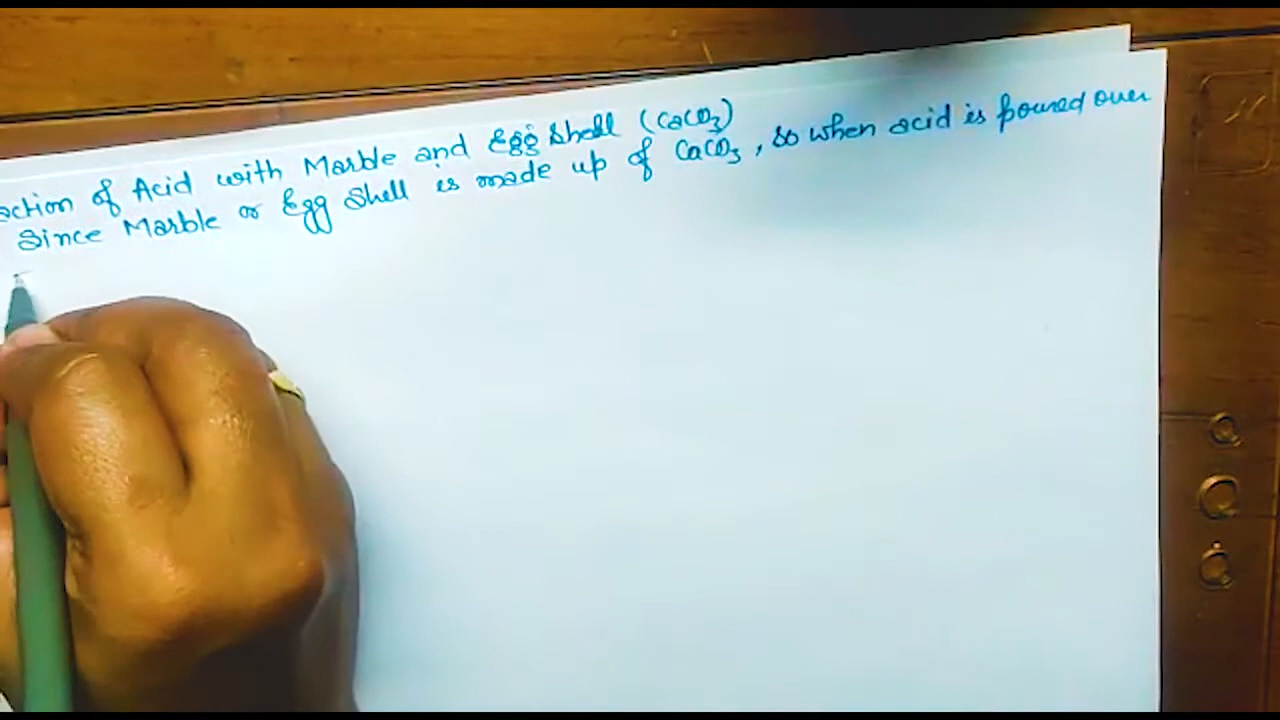 action of Acid with Marble and Egg Shell (CaCO₃)
Since Marble or Egg Shell is made up of CaCO₃, so when acid is poured over